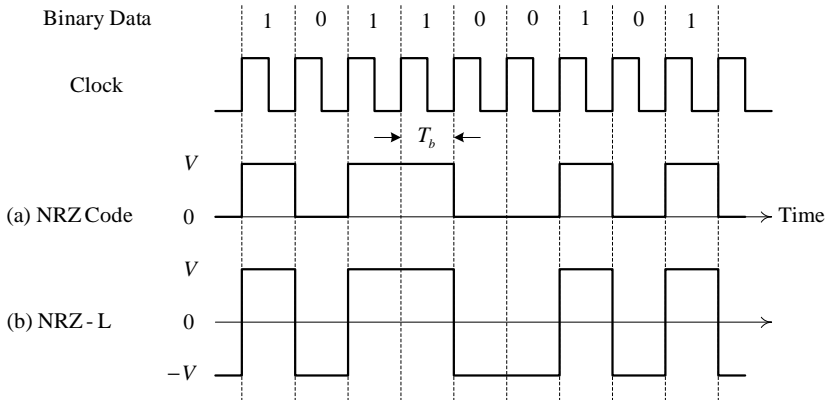 Binary Data 1 0 1 1 0 0 1 0 1
Clock
T_b
V
(a) NRZ Code 0 Time
V
(b) NRZ - L 0
−V